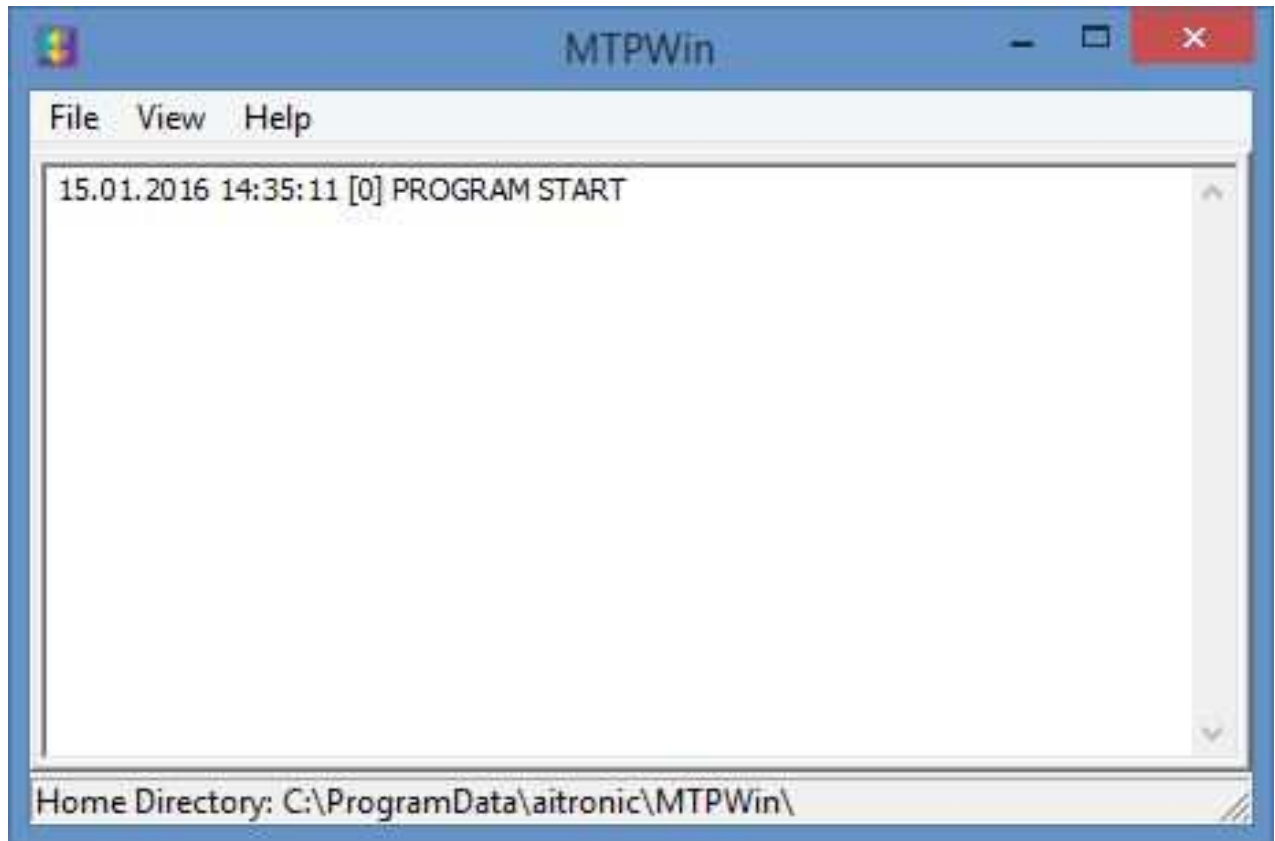 MTPWin
File View Help
15.01.2016 14:35:11 [0] PROGRAM START
Home Directory: C:\ProgramData\aitronic\MTPWin\